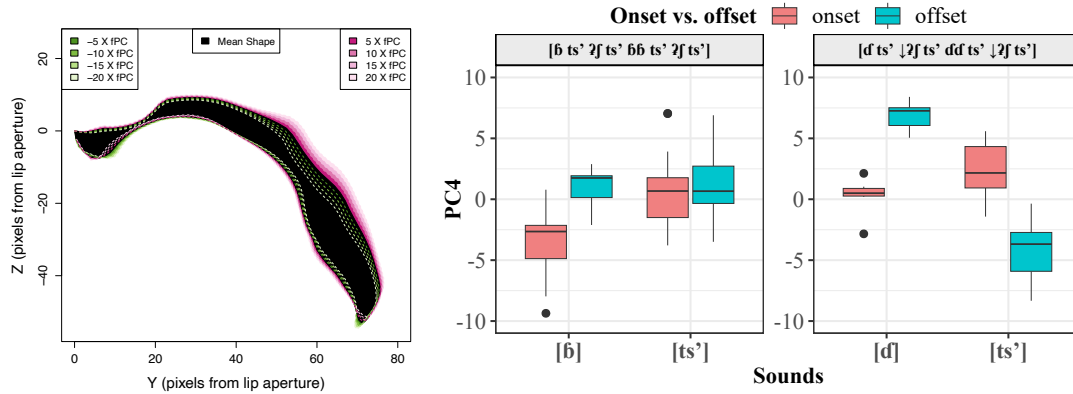 −5 X fPC
−10 X fPC
−15 X fPC
−20 X fPC
Mean Shape
5 X fPC
10 X fPC
15 X fPC
20 X fPC
20
0
−20
−40
Z (pixels from lip aperture)
0 20 40 60 80
Y (pixels from lip aperture)
Onset vs. offset onset offset
[ɓ ts’ ʔʃ ts’ ɓɓ ts’ ʔʃ ts’]
[ɗ ts’ ↓ʔʃ ts’ ɗɗ ts’ ↓ʔʃ ts’]
PC4
10
5
0
-5
-10
[ɓ] [ts’]
10
5
0
-5
-10
[ɗ] [ts’]
Sounds